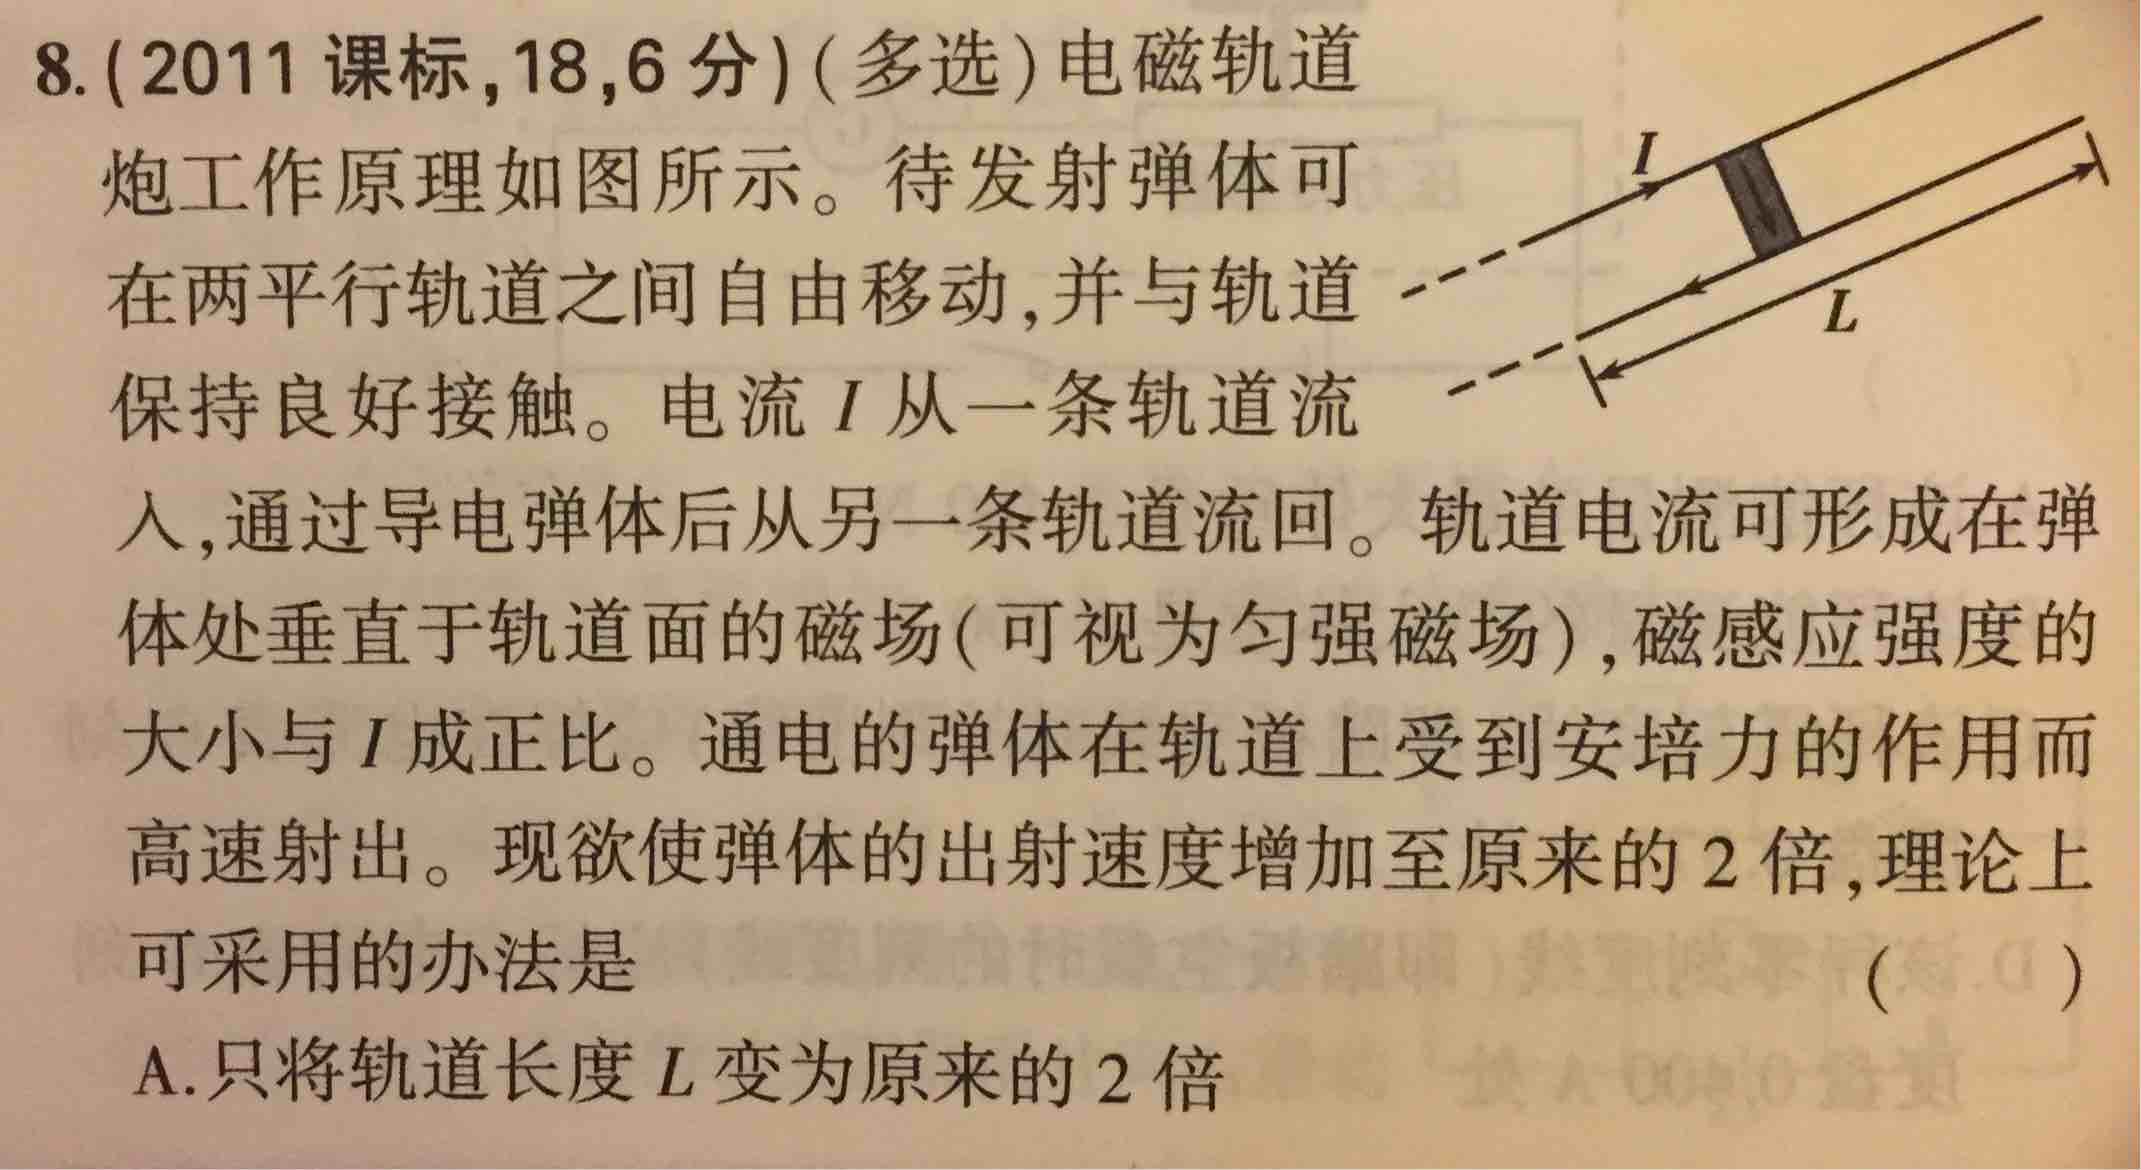 8.(2011 课标,18,6 分)(多选)电磁轨道
炮工作原理如图所示。待发射弹体可
在两平行轨道之间自由移动,并与轨道
保持良好接触。电流 I 从一条轨道流
入,通过导电弹体后从另一条轨道流回。轨道电流可形成在弹
体处垂直于轨道面的磁场(可视为匀强磁场),磁感应强度的
大小与 I 成正比。通电的弹体在轨道上受到安培力的作用而
高速射出。现欲使弹体的出射速度增加至原来的 2 倍,理论上
可采用的办法是 ( )
A.只将轨道长度 L 变为原来的 2 倍
I
L